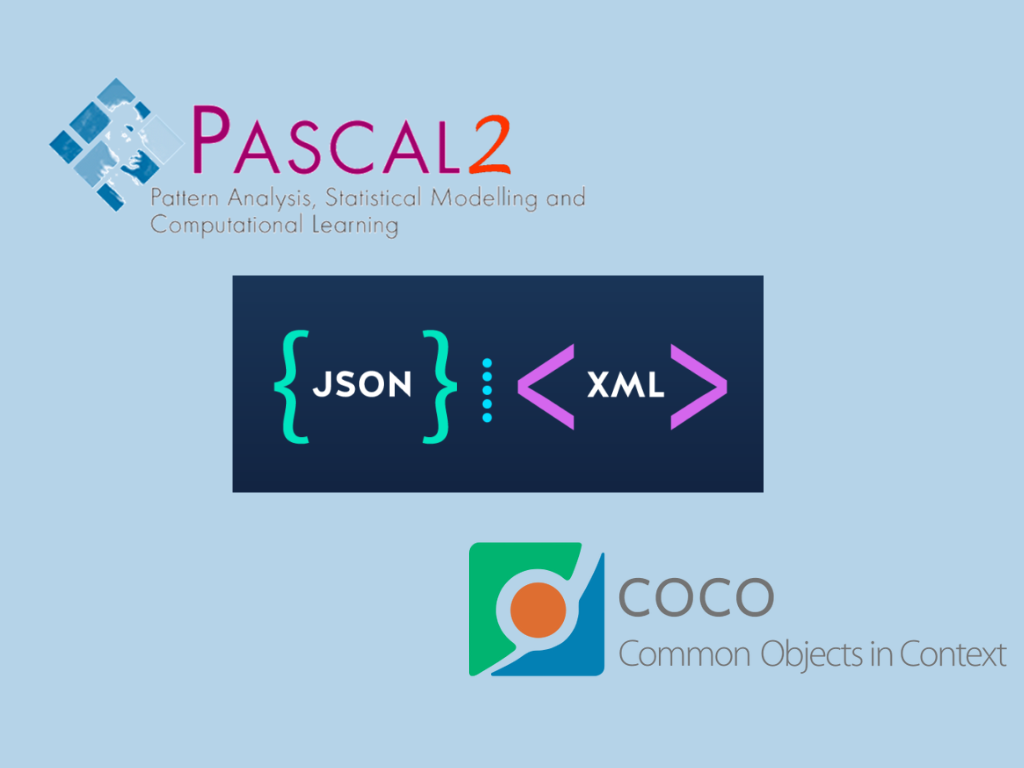 PASCAL2
Pattern Analysis, Statistical Modelling and
Computational Learning
{ JSON } < XML >
coco
Common Objects in Context